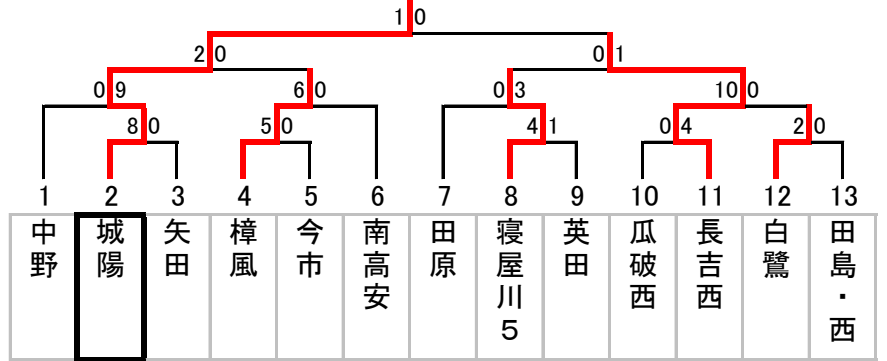 1 0
2 0 0 1
0 9 6 0 0 3 10 0
8 0 5 0 4 1 0 4 2 0
1 2 3 4 5 6 7 8 9 10 11 12 13
中野
城陽
矢田
樟風
今市
南高安
田原
寝屋川5
英田
瓜破西
長吉西
白鷺
田島・西